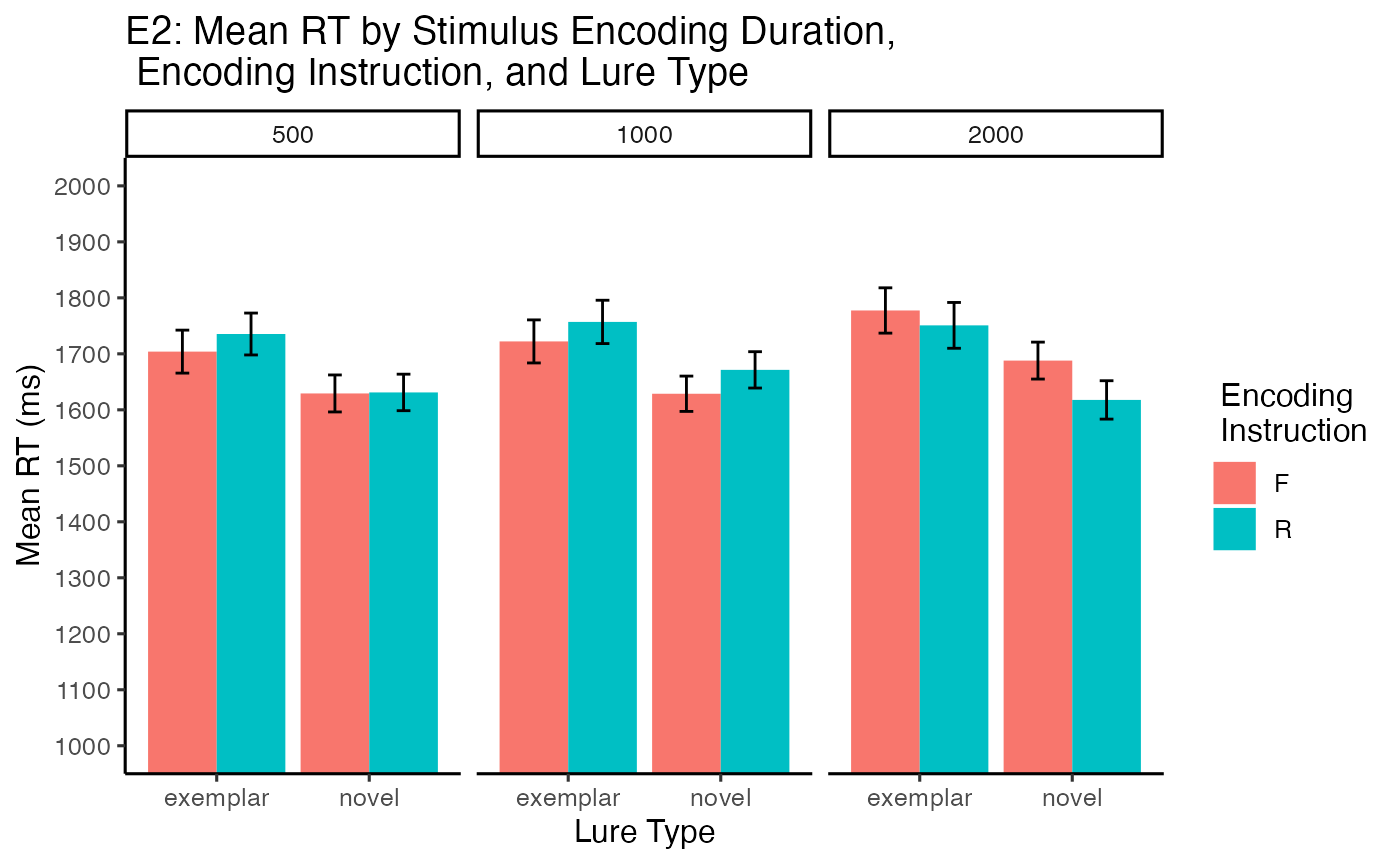 E2: Mean RT by Stimulus Encoding Duration,
Encoding Instruction, and Lure Type
500
1000
2000
Mean RT (ms)
2000
1900
1800
1700
1600
1500
1400
1300
1200
1100
1000
exemplar
novel
exemplar
novel
exemplar
novel
Lure Type
Encoding
Instruction
F
R